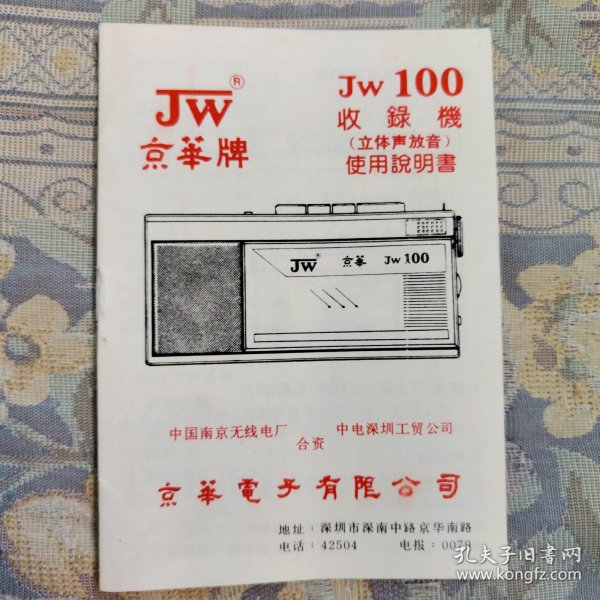 JW®
京華牌
Jw 100
收錄機
（立体声放音）
使用說明書
JW® 京華 Jw 100
中国南京无线电厂 中电深圳工贸公司
合资
京華電子有限公司
地址：深圳市深南中路京华南路
电话：42504 电报：0079
孔夫子旧书网
www.kongfz.com